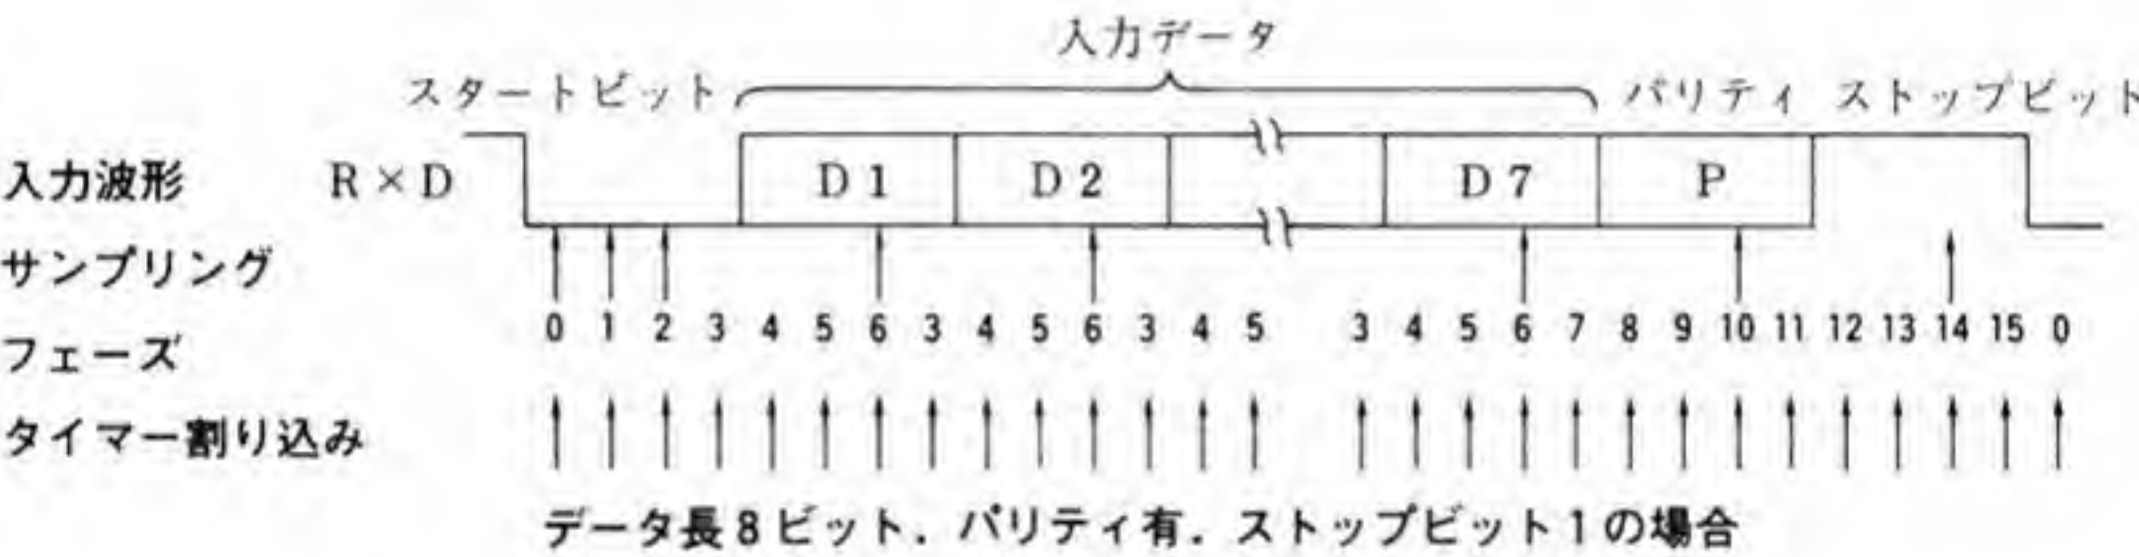 入力データ
スタートビット パリティ ストップビット
入力波形 R×D D1 D2 D7 P
サンプリング
0 1 2 3 4 5 6 3 4 5 6 3 4 5 3 4 5 6 7 8 9 10 11 12 13 14 15 0
フェーズ
タイマー割り込み
データ長8ビット．パリティ有．ストップビット1の場合